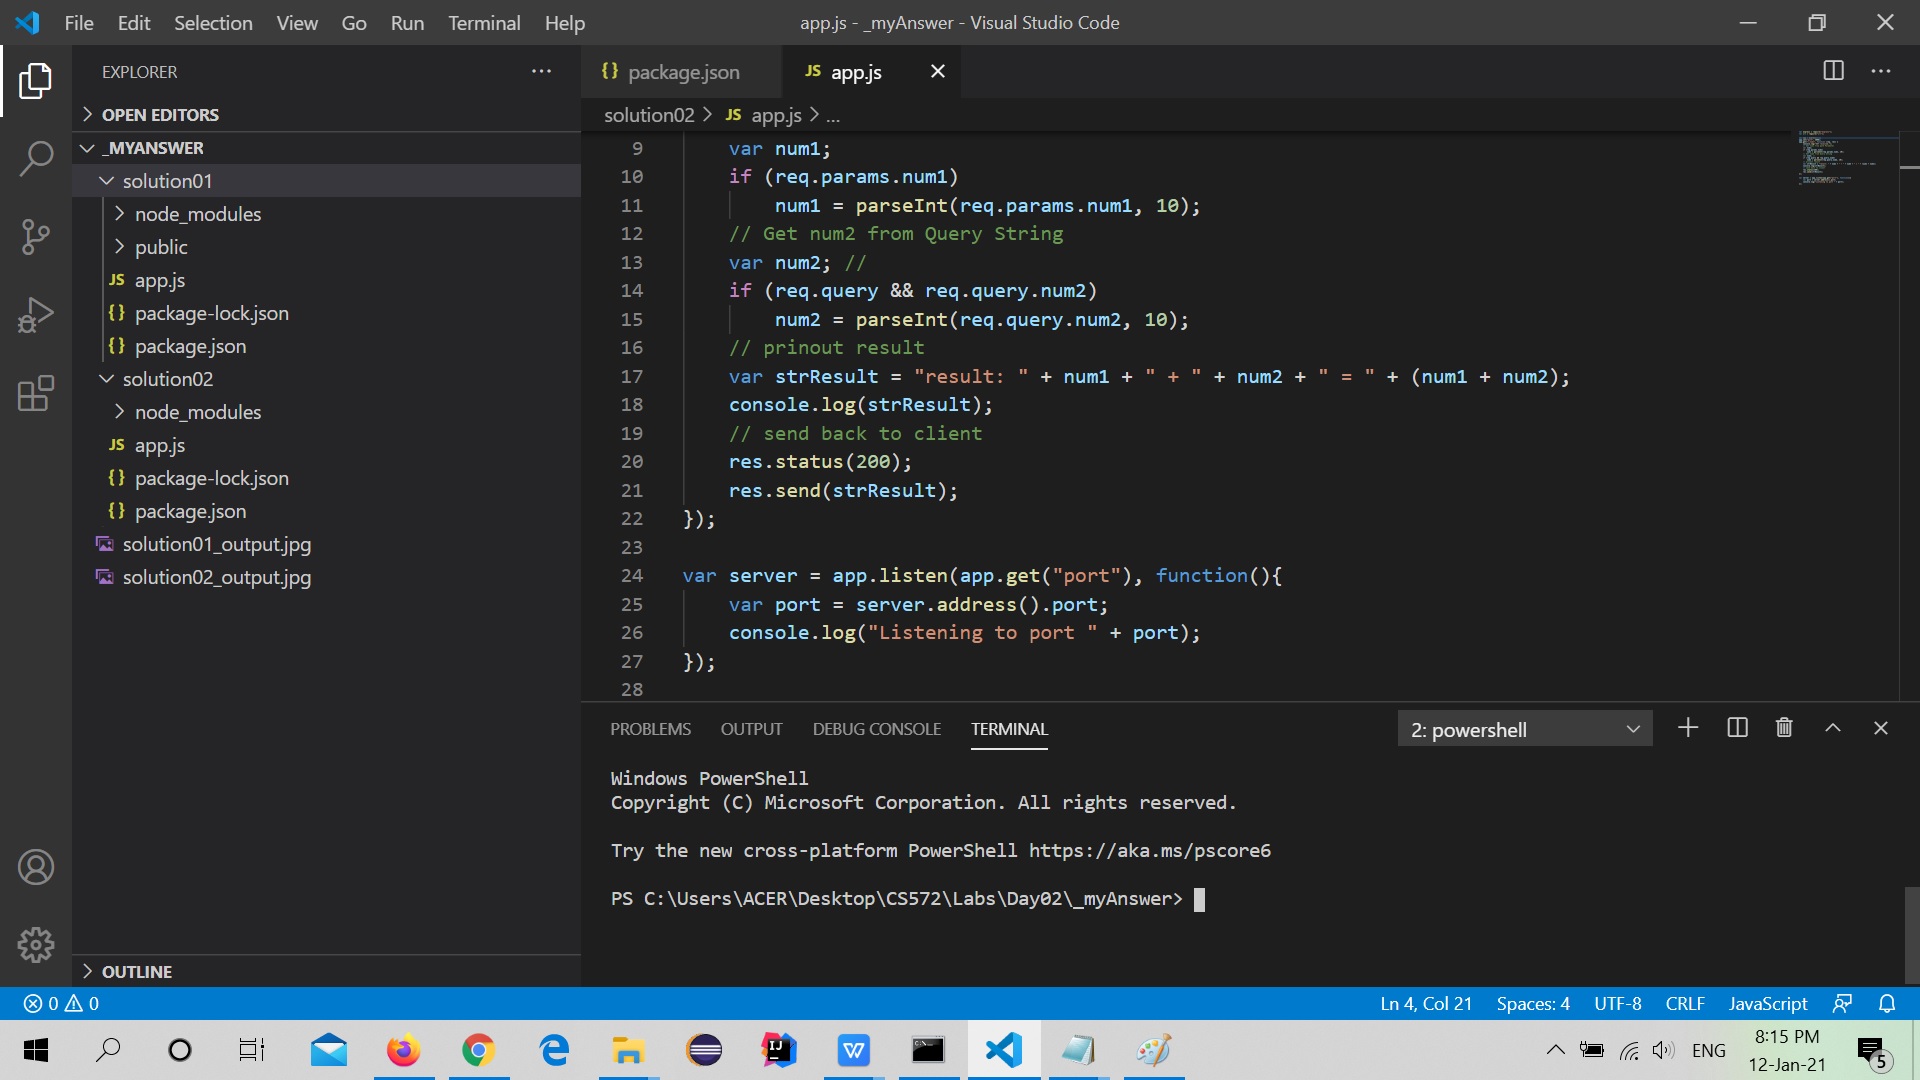 File Edit Selection View Go Run Terminal Help
app.js - _myAnswer - Visual Studio Code
EXPLORER
OPEN EDITORS
_MYANSWER
solution01
node_modules
public
JS app.js
{} package-lock.json
{} package.json
solution02
node_modules
JS app.js
{} package-lock.json
{} package.json
solution01_output.jpg
solution02_output.jpg
OUTLINE
{} package.json JS app.js
solution02 > JS app.js > ...
9 var num1;
10 if (req.params.num1)
11 num1 = parseInt(req.params.num1, 10);
12 // Get num2 from Query String
13 var num2; //
14 if (req.query && req.query.num2)
15 num2 = parseInt(req.query.num2, 10);
16 // prinout result
17 var strResult = "result: " + num1 + " + " + num2 + " = " + (num1 + num2);
18 console.log(strResult);
19 // send back to client
20 res.status(200);
21 res.send(strResult);
22 });
23
24 var server = app.listen(app.get("port"), function(){
25 var port = server.address().port;
26 console.log("Listening to port " + port);
27 });
28
PROBLEMS OUTPUT DEBUG CONSOLE TERMINAL
2: powershell
Windows PowerShell
Copyright (C) Microsoft Corporation. All rights reserved.
Try the new cross-platform PowerShell https://aka.ms/pscore6
PS C:\Users\ACER\Desktop\CS572\Labs\Day02\_myAnswer>
0 0
Ln 4, Col 21 Spaces: 4 UTF-8 CRLF JavaScript
ENG
8:15 PM
12-Jan-21
5